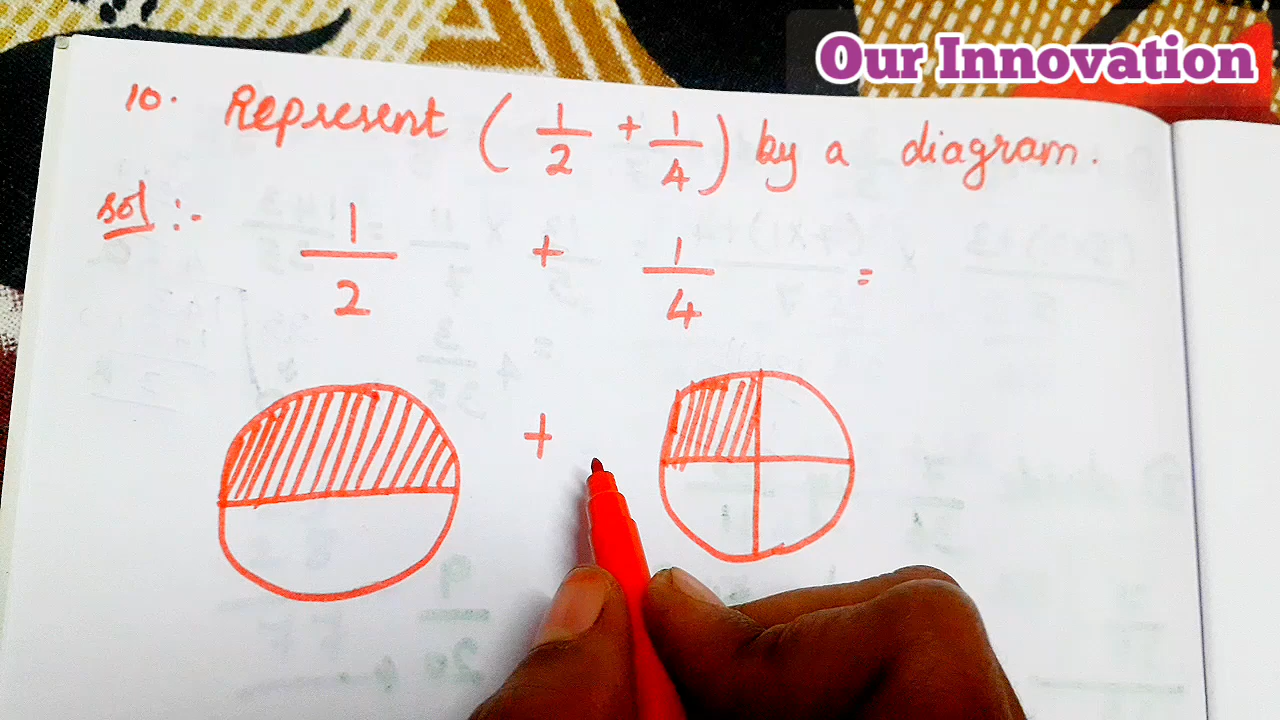 Our Innovation
10. Represent ( 1/2 + 1/4 ) by a diagram.
Sol :-
1/2 + 1/4 =
+